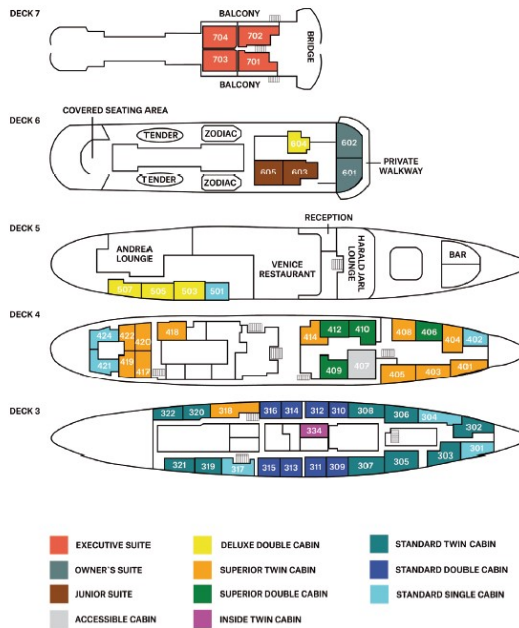 DECK 7
BALCONY
704 702
703 701
BRIDGE
BALCONY
DECK 6
COVERED SEATING AREA
TENDER ZODIAC
604
602
605 603
601
TENDER ZODIAC
PRIVATE
WALKWAY
DECK 5
RECEPTION
ANDREA
LOUNGE
VENICE
RESTAURANT
HARALD JARL
LOUNGE
BAR
507 505 503 501
DECK 4
424 422 420 418
414 412 410 408 406 404 402
421 419 417
409 407 405 403 401
DECK 3
322 320 318 316 314 312 310 308 306 304 302
334
321 319 317 315 313 311 309 307 305 303 301
EXECUTIVE SUITE
OWNER'S SUITE
JUNIOR SUITE
ACCESSIBLE CABIN
DELUXE DOUBLE CABIN
SUPERIOR TWIN CABIN
SUPERIOR DOUBLE CABIN
INSIDE TWIN CABIN
STANDARD TWIN CABIN
STANDARD DOUBLE CABIN
STANDARD SINGLE CABIN